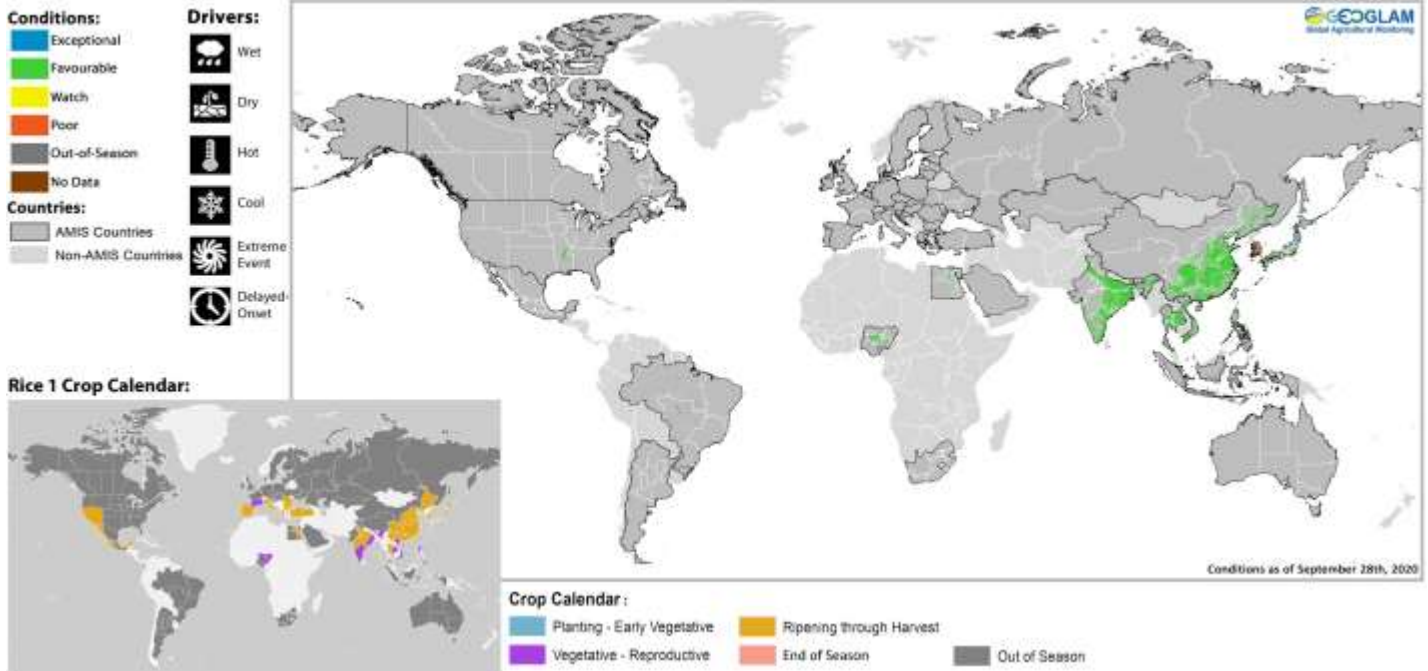 Conditions:
Exceptional
Favourable
Watch
Poor
Out-of-Season
No Data
Countries:
AMIS Countries
Non-AMIS Countries
Drivers:
Wet
Dry
Hot
Cool
Extreme
Event
Delayed-
Onset
GEOGLAM
Global Agricultural Monitoring
Conditions as of September 28th, 2020
Rice 1 Crop Calendar:
Crop Calendar :
Planting - Early Vegetative
Ripening through Harvest
Vegetative - Reproductive
End of Season
Out of Season